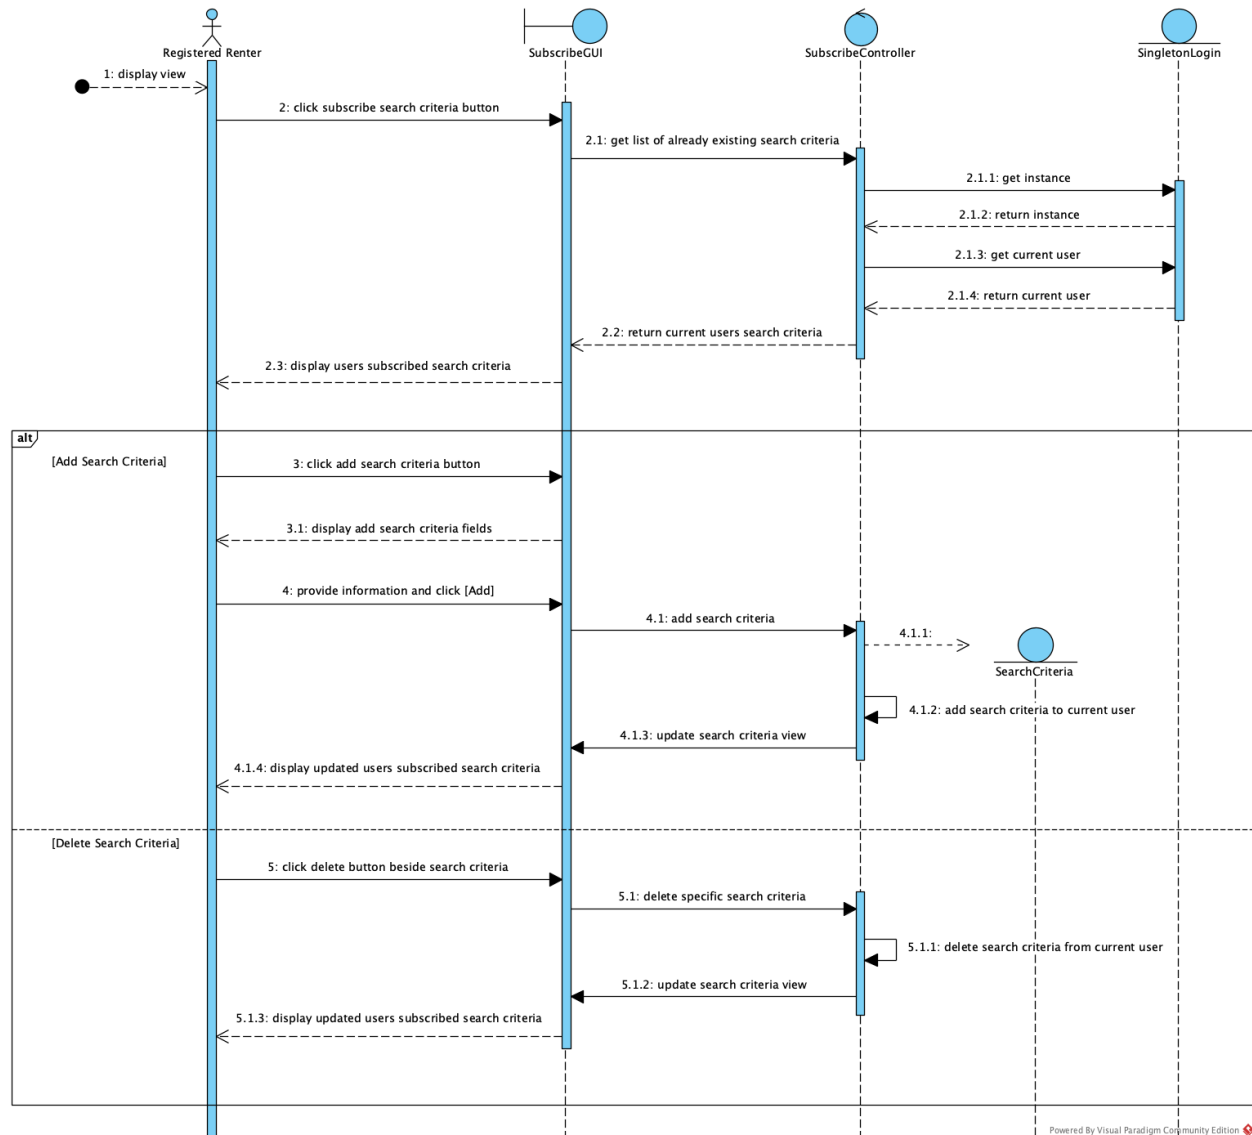 Registered Renter
SubscribeGUI
SubscribeController
SingletonLogin
1: display view
2: click subscribe search criteria button
2.1: get list of already existing search criteria
2.1.1: get instance
2.1.2: return instance
2.1.3: get current user
2.1.4: return current user
2.2: return current users search criteria
2.3: display users subscribed search criteria
alt
[Add Search Criteria]
3: click add search criteria button
3.1: display add search criteria fields
4: provide information and click [Add]
4.1: add search criteria
4.1.1:
SearchCriteria
4.1.2: add search criteria to current user
4.1.3: update search criteria view
4.1.4: display updated users subscribed search criteria
[Delete Search Criteria]
5: click delete button beside search criteria
5.1: delete specific search criteria
5.1.1: delete search criteria from current user
5.1.2: update search criteria view
5.1.3: display updated users subscribed search criteria
Powered By Visual Paradigm Community Edition